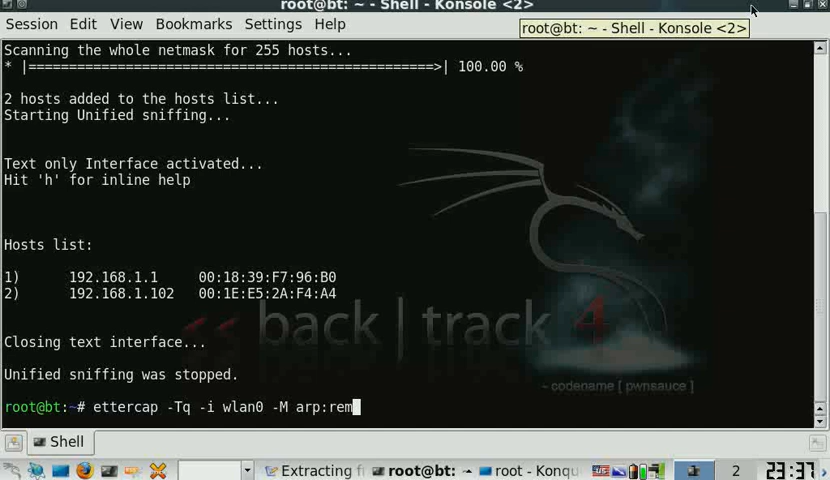 root@bt: ~ - Shell - Konsole <2>
Session Edit View Bookmarks Settings Help
root@bt: ~ - Shell - Konsole <2>
Scanning the whole netmask for 255 hosts...
* |==================================================>| 100.00 %
2 hosts added to the hosts list...
Starting Unified sniffing...
Text only Interface activated...
Hit 'h' for inline help
Hosts list:
1) 192.168.1.1 00:18:39:F7:96:B0
2) 192.168.1.102 00:1E:E5:2A:F4:A4
<< back | track 4
Closing text interface...
Unified sniffing was stopped.
~ codename [ pwnsauce ]
root@bt:~# ettercap -Tq -i wlan0 -M arp:rem
Shell
Extracting f
root@bt:
root - Konqu
2
23:37